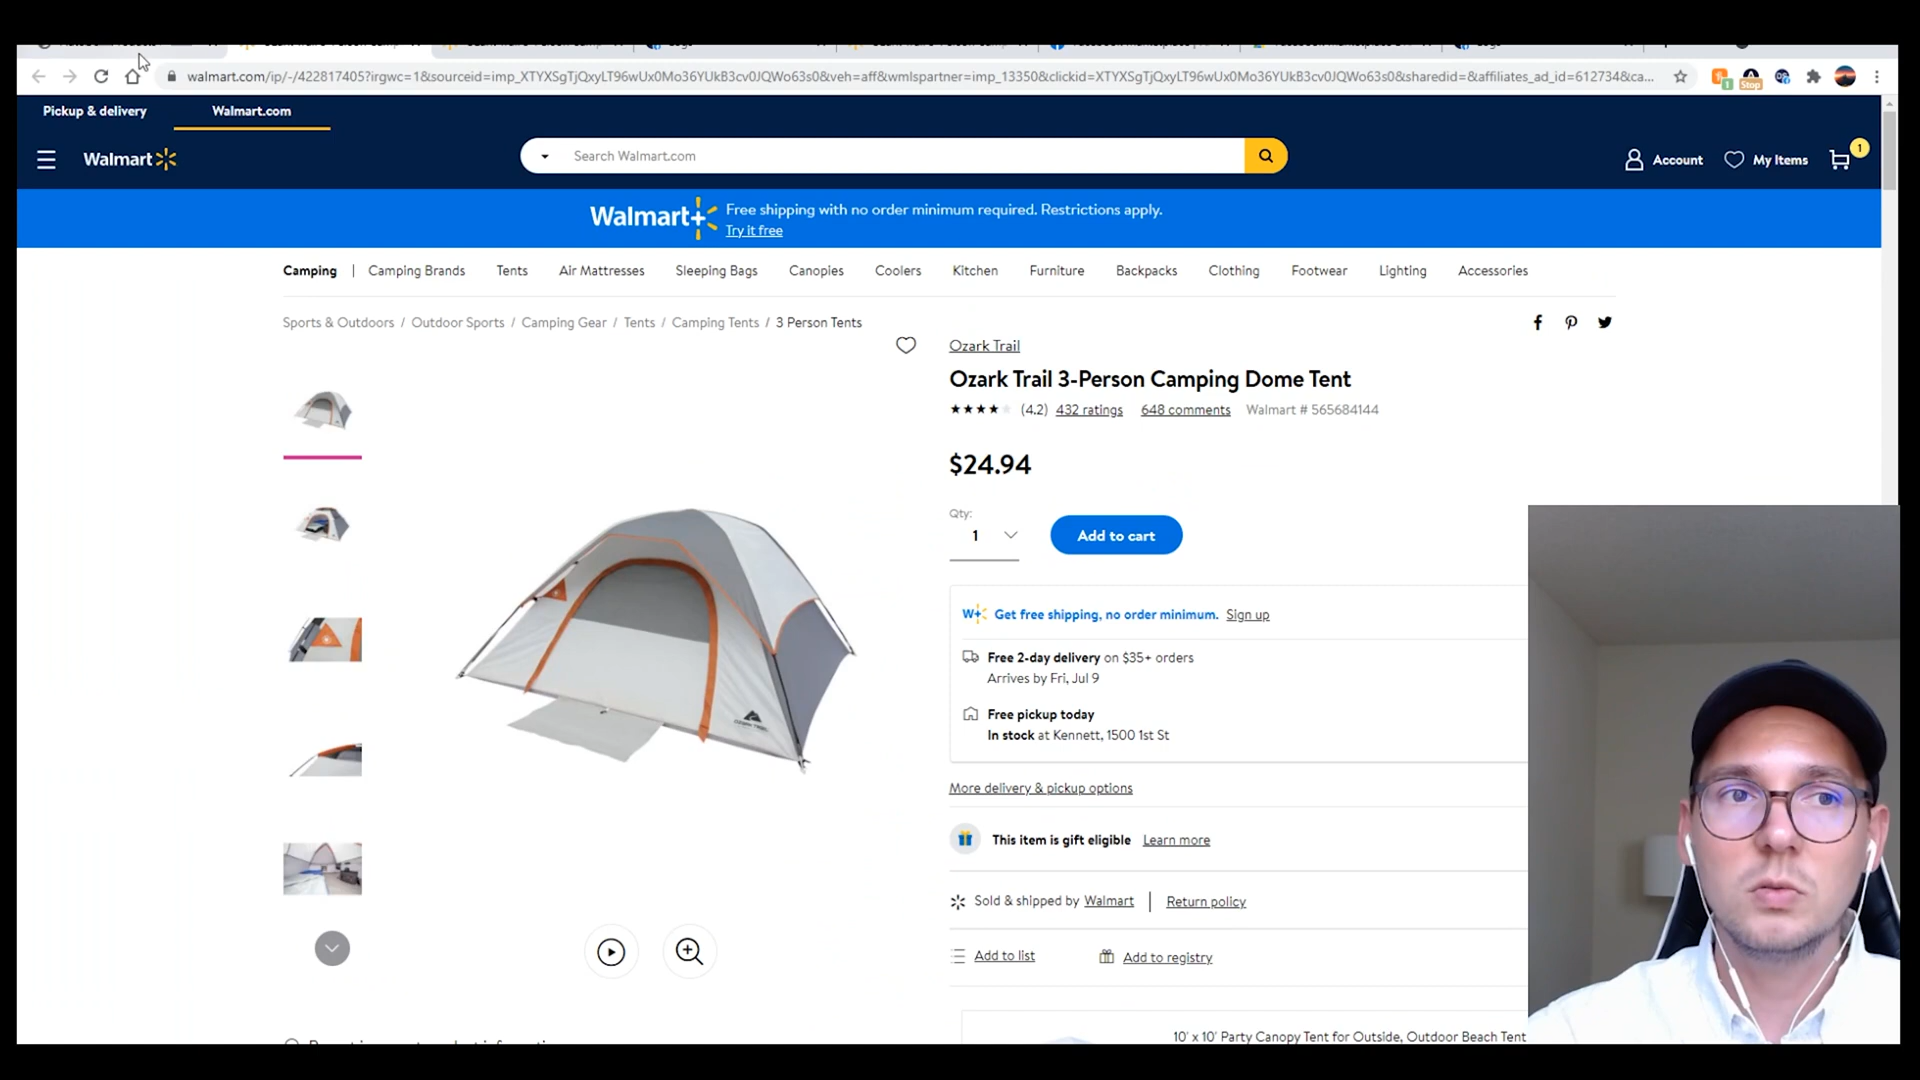 walmart.com/ip/-/422817405?irgwc=1&sourceid=imp_XTYXSgTjQxyLT96wUx0Mo36YUkB3cv0JQWo63s0&veh=aff&wmlspartner=imp_13350&clickid=XTYXSgTjQxyLT96wUx0Mo36YUkB3cv0JQWo63s0&sharedid=&affiliates_ad_id=612734&ca...
1
Stop
Pickup & delivery
Walmart.com
Walmart
Search Walmart.com
Account
My Items
1
Walmart+
Free shipping with no order minimum required. Restrictions apply.
Try it free
Camping | Camping Brands Tents Air Mattresses Sleeping Bags Canopies Coolers Kitchen Furniture Backpacks Clothing Footwear Lighting Accessories
Sports & Outdoors / Outdoor Sports / Camping Gear / Tents / Camping Tents / 3 Person Tents
Ozark Trail
Ozark Trail 3-Person Camping Dome Tent
(4.2) 432 ratings 648 comments Walmart # 565684144
$24.94
Qty:
1
Add to cart
W+ Get free shipping, no order minimum. Sign up
Free 2-day delivery on $35+ orders
Arrives by Fri, Jul 9
Free pickup today
In stock at Kennett, 1500 1st St
More delivery & pickup options
This item is gift eligible Learn more
Sold & shipped by Walmart | Return policy
Add to list
Add to registry
10' x 10' Party Canopy Tent for Outside, Outdoor Beach Tent